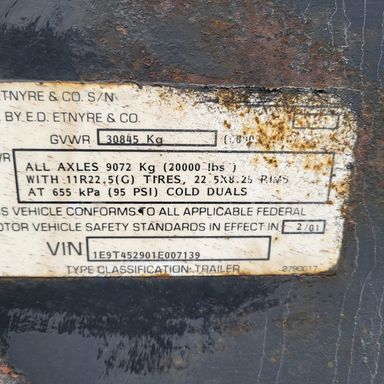 ETNYRE & CO. S/N
BY E.D. ETNYRE & CO.
GVWR 30845 Kg
WR ALL AXLES 9072 Kg (20000 lbs )
WITH 11R22.5(G) TIRES, 22.5X8.25 RIMS
AT 655 kPa (95 PSI) COLD DUALS
S VEHICLE CONFORMS TO ALL APPLICABLE FEDERAL
OTOR VEHICLE SAFETY STANDARDS IN EFFECT IN 2/01
VIN 1E9T452901E007139
TYPE CLASSIFICATION: TRAILER 2790017